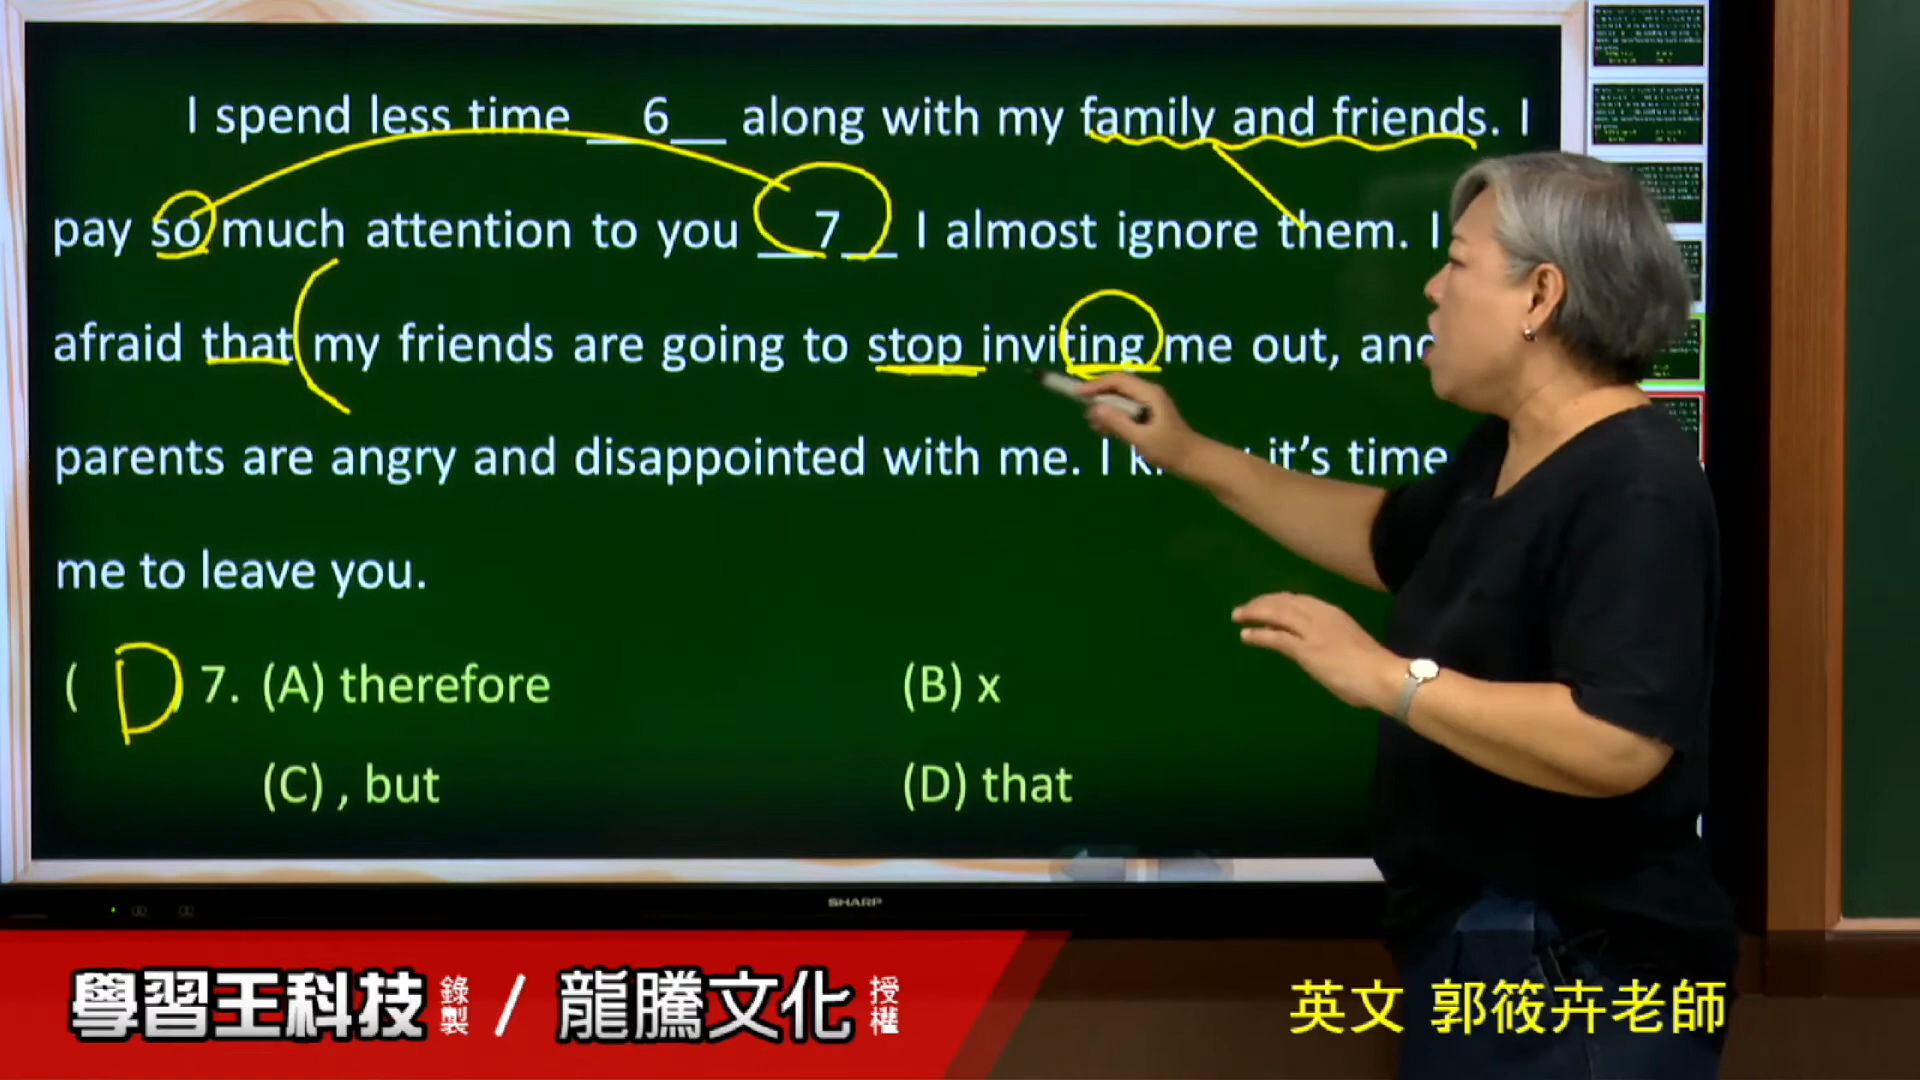 I spend less time __6__ along with my family and friends. I
pay so much attention to you __7__ I almost ignore them. I
afraid that my friends are going to stop inviting me out, and
parents are angry and disappointed with me. I it's time
me to leave you.
( D ) 7. (A) therefore (B) x
(C) , but (D) that
SHARP
學習王科技 錄製 / 龍騰文化 授權
英文 郭筱卉老師